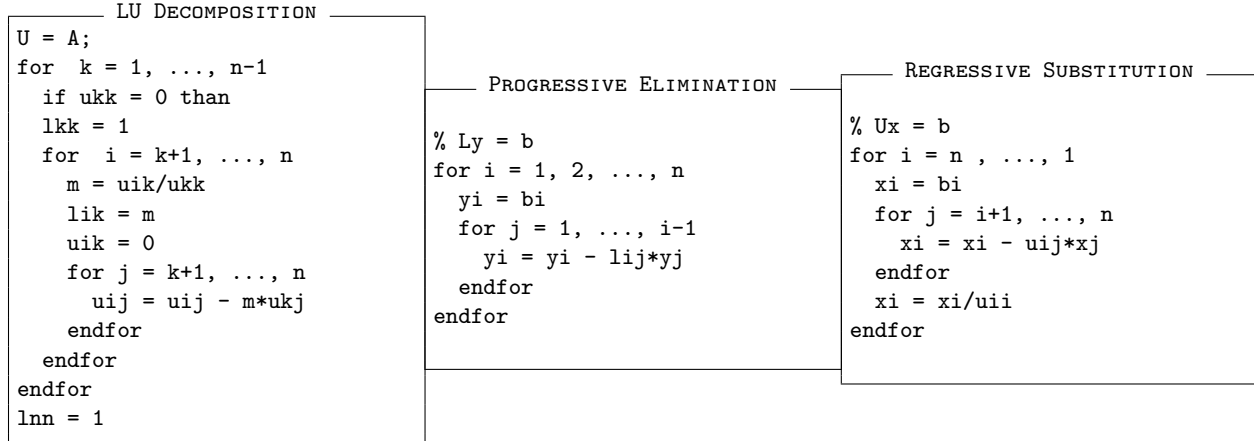 LU Decomposition
U = A;
for  k = 1, ..., n-1
  if ukk = 0 than
  lkk = 1
  for  i = k+1, ..., n
    m = uik/ukk
    lik = m
    uik = 0
    for j = k+1, ..., n
      uij = uij - m*ukj
    endfor
  endfor
endfor
lnn = 1
Progressive Elimination
% Ly = b
for i = 1, 2, ..., n
  yi = bi
  for j = 1, ..., i-1
    yi = yi - lij*yj
  endfor
endfor
Regressive Substitution
% Ux = b
for i = n , ..., 1
  xi = bi
  for j = i+1, ..., n
    xi = xi - uij*xj
  endfor
  xi = xi/uii
endfor